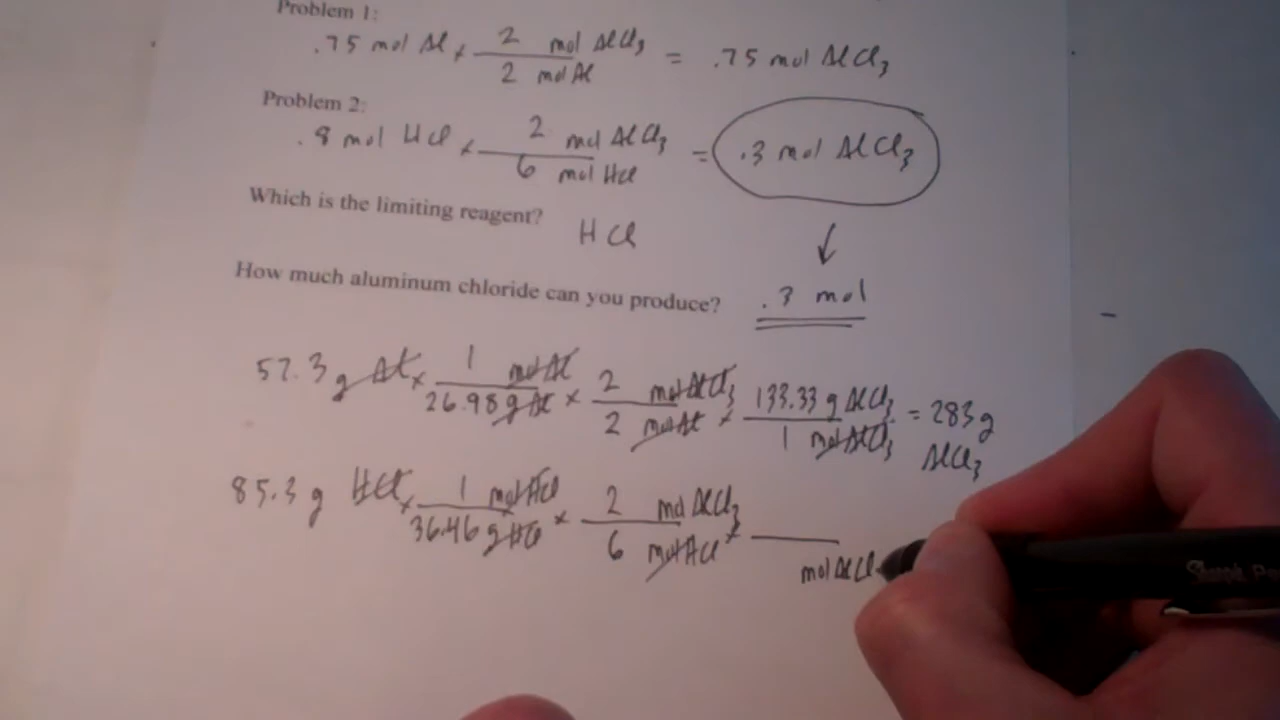 Problem 1:
.75 mol Al x 2 mol AlCl3 / 2 mol Al = .75 mol AlCl3
Problem 2:
.8 mol HCl x 2 mol AlCl3 / 6 mol HCl = .3 mol AlCl3
Which is the limiting reagent? HCl
How much aluminum chloride can you produce? .3 mol
57.3 g Al x 1 mol Al / 26.98 g Al x 2 mol AlCl3 / 2 mol Al x 133.33 g AlCl3 / 1 mol AlCl3 = 283 g AlCl3
85.3 g HCl x 1 mol HCl / 36.46 g HCl x 2 mol AlCl3 / 6 mol HCl x / mol AlCl